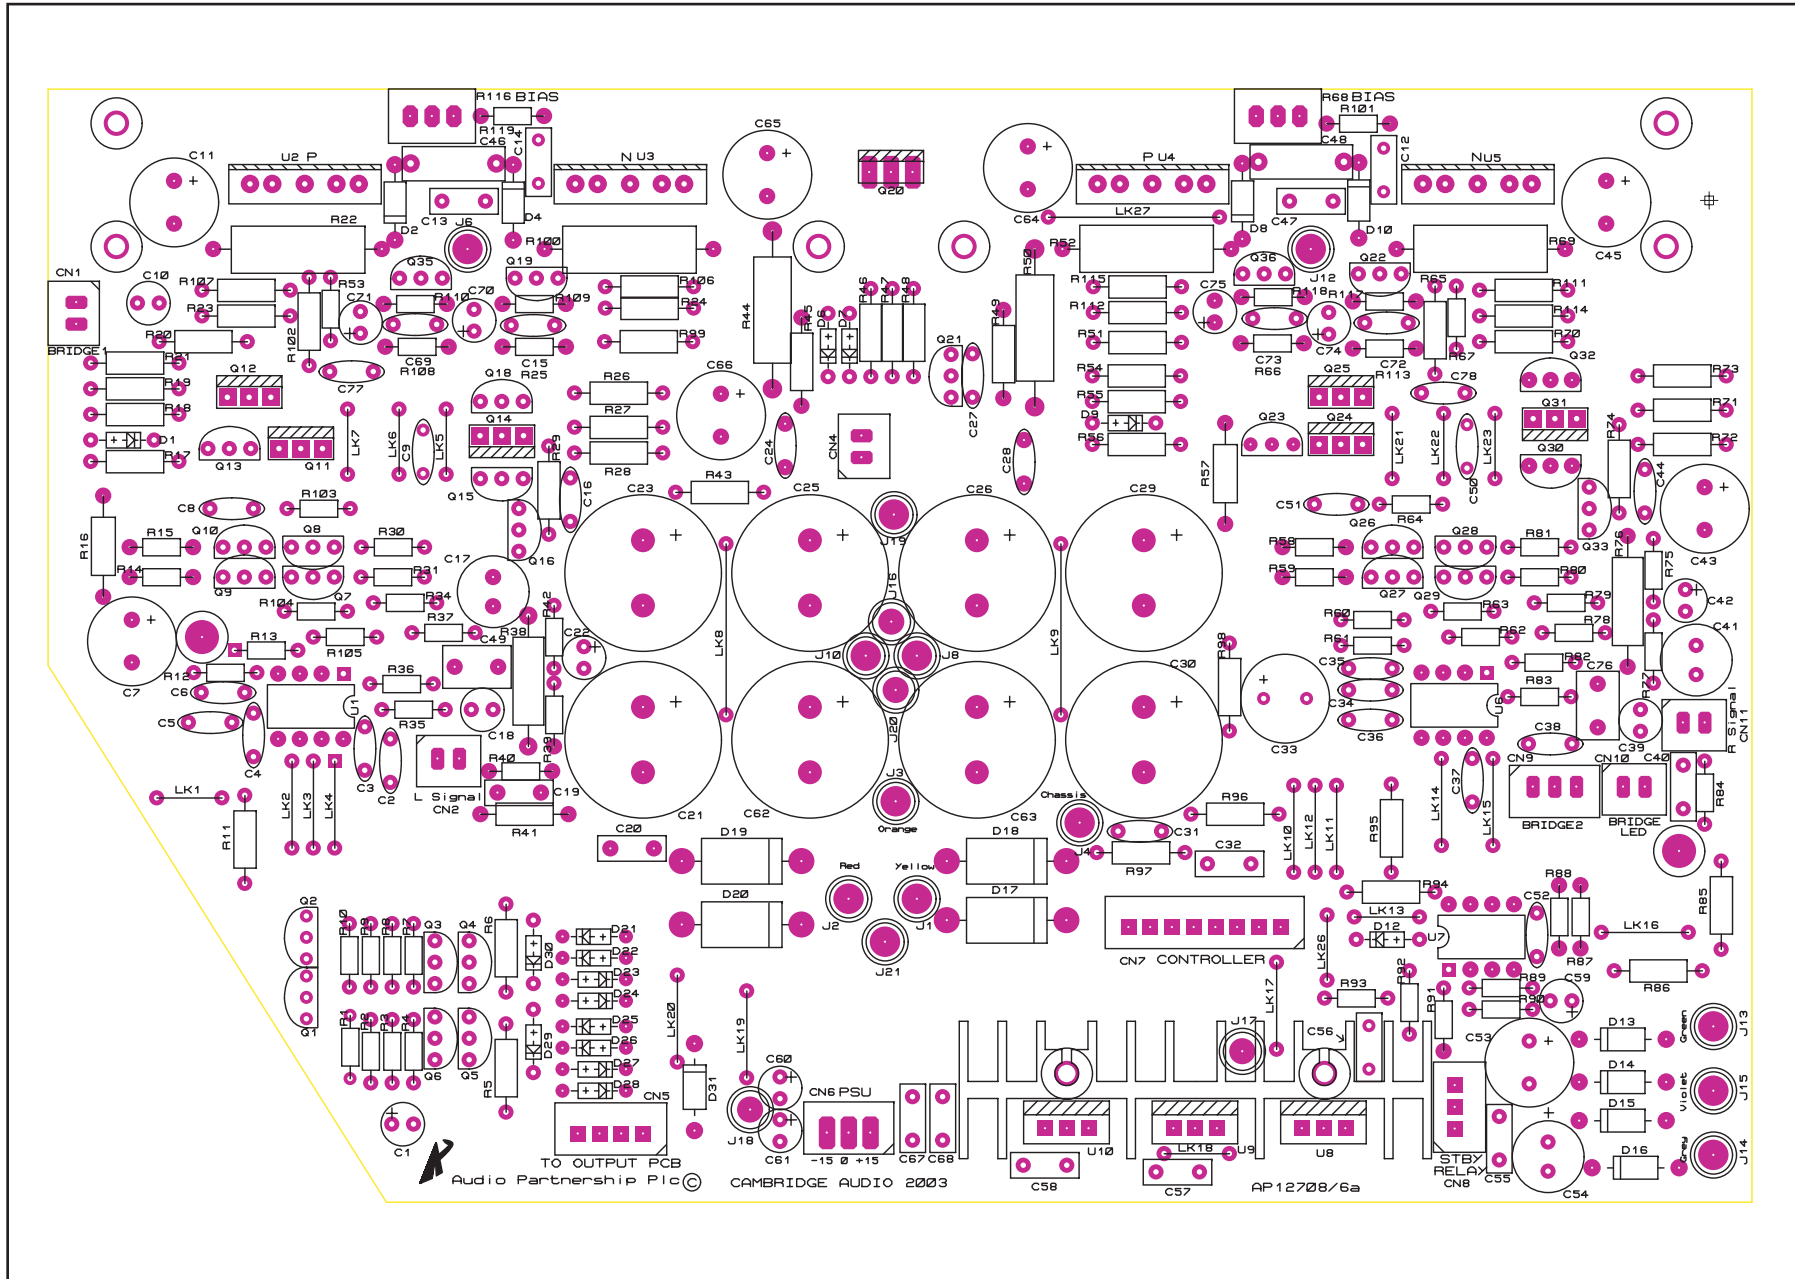 R116 BIAS
R119
C46
C14
C65
R68 BIAS
R101
C48
C12
C11
U2 P
N U3
Q20
P U4
NU5
C13
J6
D4
D2
R22
R100
C64
LK27
C47
D8
D10
R52
R50
J12
R69
C45
CN1
C10
R107
R53
Q35
Q19
R106
R23
R102
C71
R110
C70
R109
R24
R44
R46
R47
R48
D6
D7
R45
R49
R115
R112
C75
Q36
R118
R117
Q22
R65
R111
R114
BRIDGE1
R20
R21
C69
R108
C15
R25
R99
Q21
R51
C73
R66
C74
C72
R67
R70
Q32
R19
Q12
C77
Q18
R26
C66
R54
Q25
R113
C78
R73
R18
R55
R71
D1
R17
Q13
Q11
LK7
LK6
C9
LK5
Q14
R27
R29
R28
C24
CN4
C27
C28
D9
R56
R57
Q23
Q24
LK21
LK22
C50
LK23
Q31
Q30
R74
R72
C44
Q15
C16
R43
C23
C25
C26
C29
C8
R103
C51
R64
R16
R15
Q10
Q8
R30
Q16
J19
R58
Q26
Q28
R81
Q33
R76
R75
C43
R14
Q9
R104
Q7
R31
C17
R34
R42
J16
R59
Q27
Q29
R80
R79
C42
C7
R13
R105
R37
C49
R38
C22
LK8
LK9
J10
J8
R60
R61
R63
R62
R78
C41
R12
C6
R36
C30
R98
C35
R82
C76
C5
U1
R35
C18
R39
J20
C33
C34
C36
U6
R83
R77
C38
C39
R Signal
CN11
C4
C3
C2
L Signal
CN2
R40
C19
J3
Orange
Chassis
J4
CN9
CN10
C40
LK1
R11
LK2
LK3
LK4
R41
C21
C62
C63
C31
R96
LK10
LK12
LK11
R95
LK14
C37
LK15
BRIDGE2
BRIDGE
LED
R84
C20
D19
D18
R97
C32
Red
Yellow
D20
D17
R94
R88
C52
R85
Q2
R10
R9
R8
R7
Q3
Q4
R6
D30
D21
D22
J2
J1
J21
CN7 CONTROLLER
LK26
LK13
D12
U7
LK16
R87
D23
D24
LK20
LK19
LK17
R93
R92
R91
R89
R90
C59
R86
Q1
R1
R2
R3
R4
Q6
Q5
R5
D29
D25
D26
D27
D28
D31
C60
J17
C56
C53
D13
Green
J13
D14
Violet
J15
CN5
CN6 PSU
D15
C1
J18
C61
-15 0 +15
C67
C68
U10
LK18
U9
U8
C58
C57
STBY
RELAY
CN8
C55
D16
C54
Grey
J14
TO OUTPUT PCB
Audio Partnership Plc ©
CAMBRIDGE AUDIO 2003
AP12708/6a